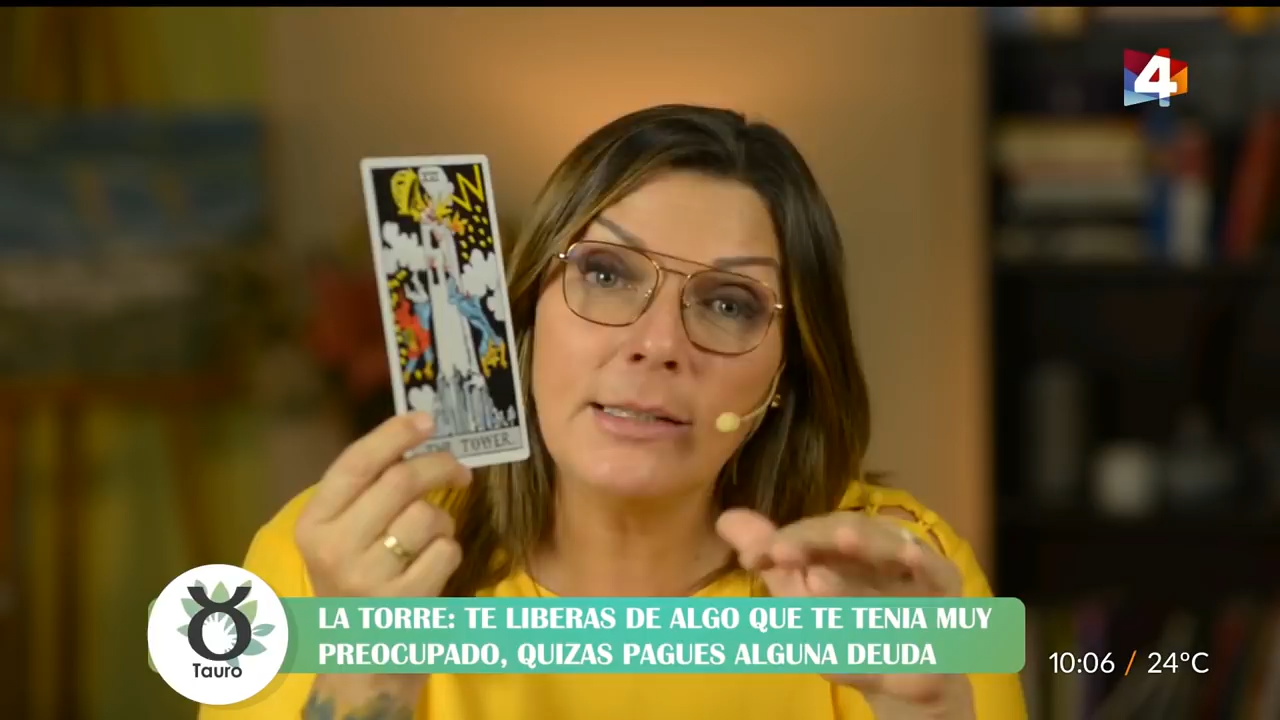 4
XVI
THE TOWER.
LA TORRE: TE LIBERAS DE ALGO QUE TE TENIA MUY
PREOCUPADO, QUIZAS PAGUES ALGUNA DEUDA
Tauro
10:06 / 24°C